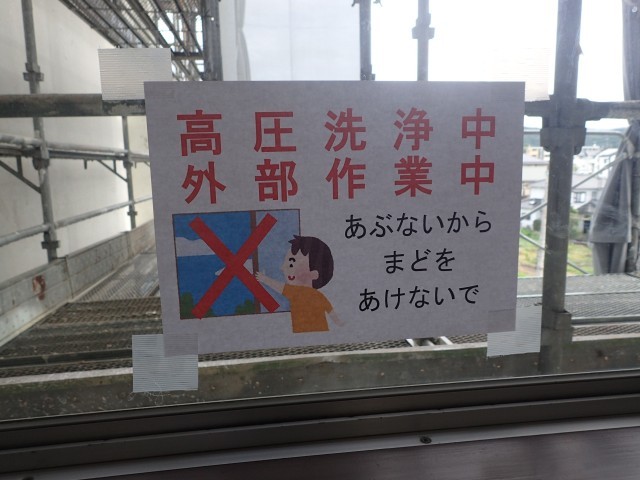 高圧洗浄中
外部作業中
あぶないから
まどを
あけないで